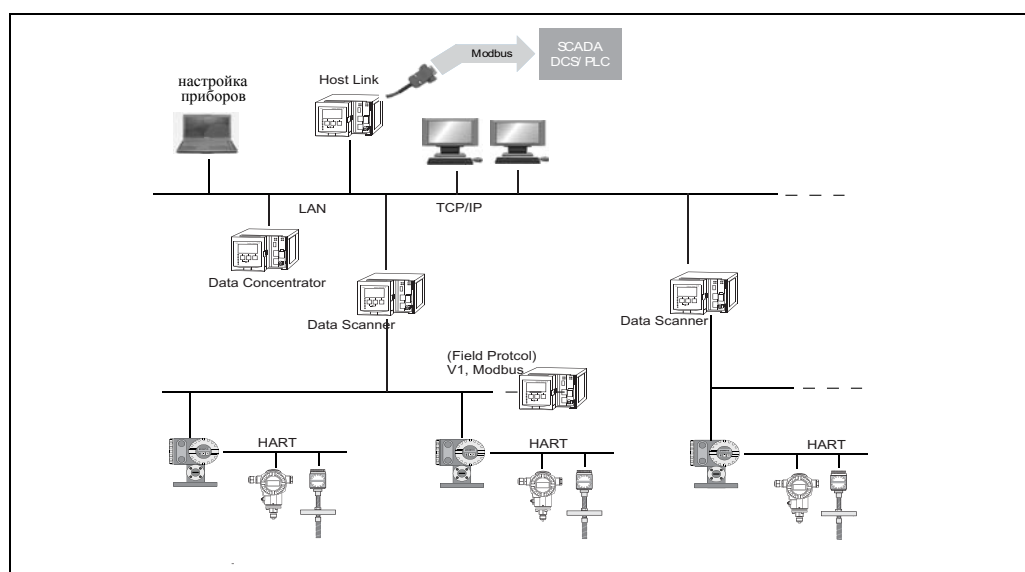 SCADA
DCS/ PLC
Modbus
Host Link
настройка
приборов
LAN
TCP/IP
Data Concentrator
Data Scanner
Data Scanner
(Field Protcol)
V1, Modbus
HART
HART
HART